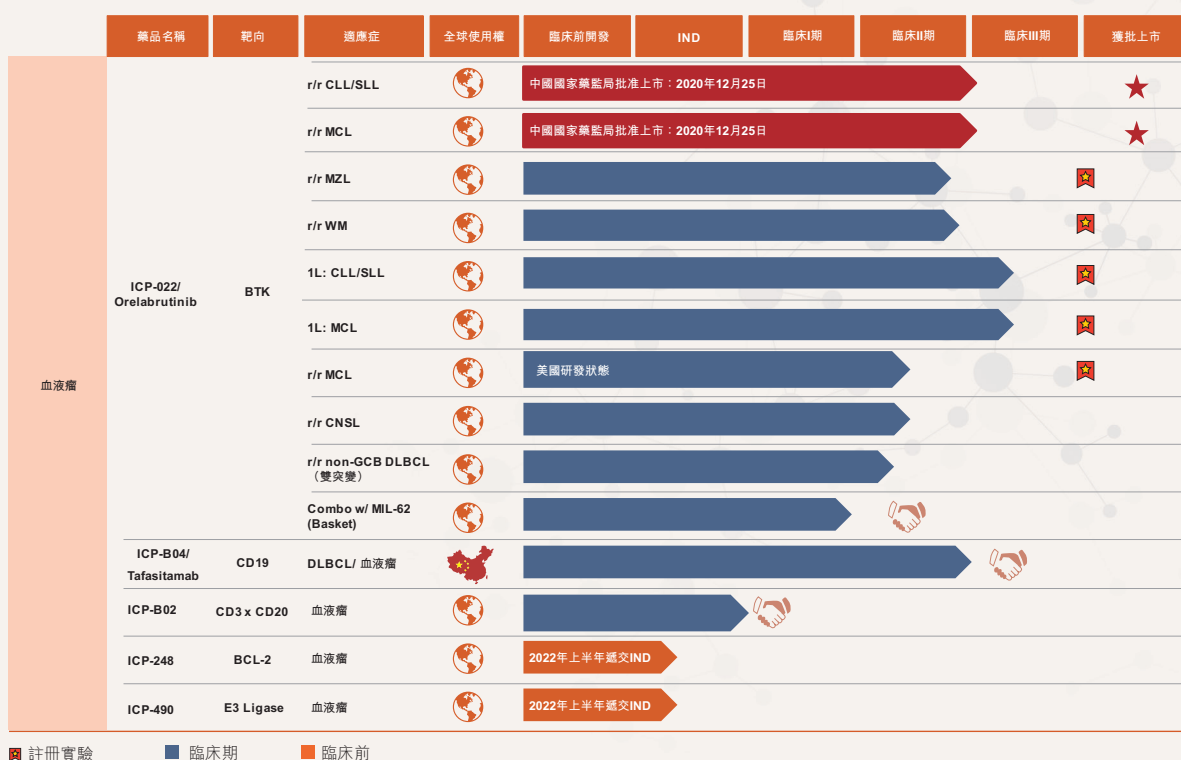 藥品名稱 靶向 適應症 全球使用權 臨床前開發 IND 臨床I期 臨床II期 臨床III期 獲批上市
血液瘤
ICP-022/
Orelabrutinib
BTK
r/r CLL/SLL
中國國家藥監局批准上市：2020年12月25日
r/r MCL
中國國家藥監局批准上市：2020年12月25日
r/r MZL
r/r WM
1L: CLL/SLL
1L: MCL
r/r MCL
美國研發狀態
r/r CNSL
r/r non-GCB DLBCL
（雙突變）
Combo w/ MIL-62
(Basket)
ICP-B04/
Tafasitamab
CD19
DLBCL/ 血液瘤
ICP-B02 CD3 x CD20 血液瘤
ICP-248 BCL-2 血液瘤 2022年上半年遞交IND
ICP-490 E3 Ligase 血液瘤 2022年上半年遞交IND
註冊實驗 臨床期 臨床前